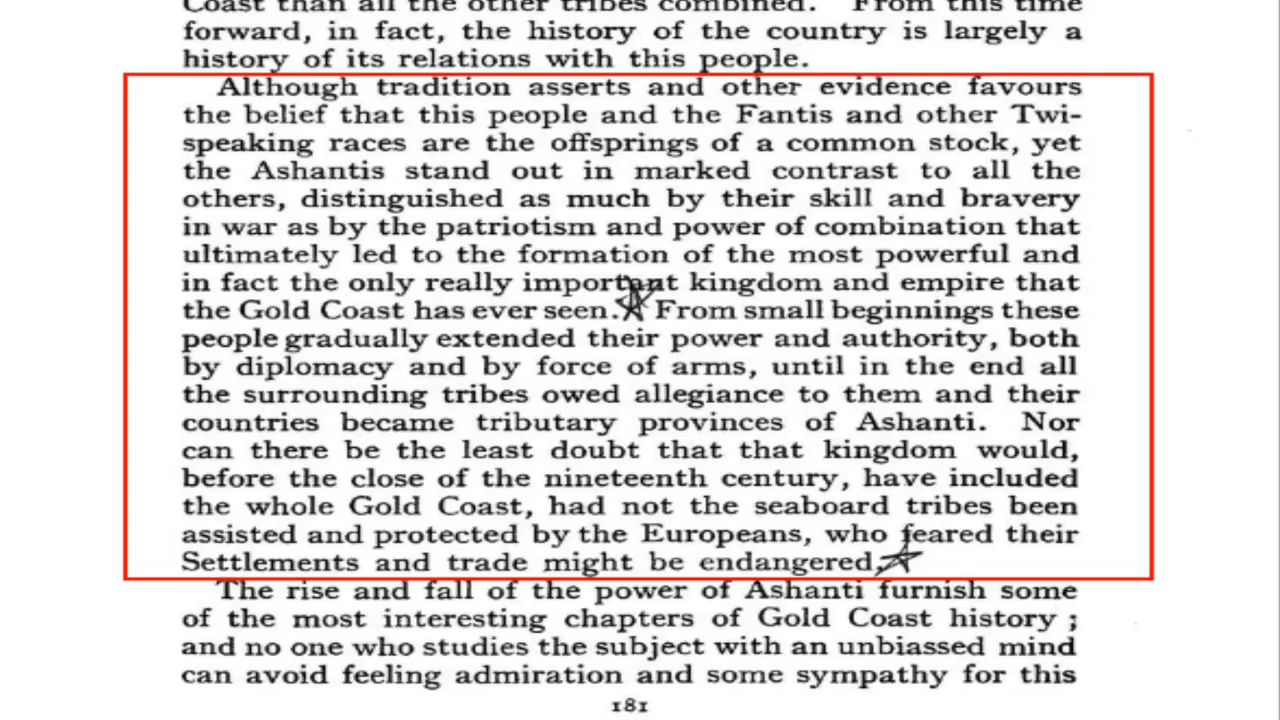 Coast than all the other tribes combined. From this time
forward, in fact, the history of the country is largely a
history of its relations with this people.
Although tradition asserts and other evidence favours
the belief that this people and the Fantis and other Twi-
speaking races are the offsprings of a common stock, yet
the Ashantis stand out in marked contrast to all the
others, distinguished as much by their skill and bravery
in war as by the patriotism and power of combination that
ultimately led to the formation of the most powerful and
in fact the only really important kingdom and empire that
the Gold Coast has ever seen. From small beginnings these
people gradually extended their power and authority, both
by diplomacy and by force of arms, until in the end all
the surrounding tribes owed allegiance to them and their
countries became tributary provinces of Ashanti. Nor
can there be the least doubt that that kingdom would,
before the close of the nineteenth century, have included
the whole Gold Coast, had not the seaboard tribes been
assisted and protected by the Europeans, who feared their
Settlements and trade might be endangered.
The rise and fall of the power of Ashanti furnish some
of the most interesting chapters of Gold Coast history ;
and no one who studies the subject with an unbiassed mind
can avoid feeling admiration and some sympathy for this
181